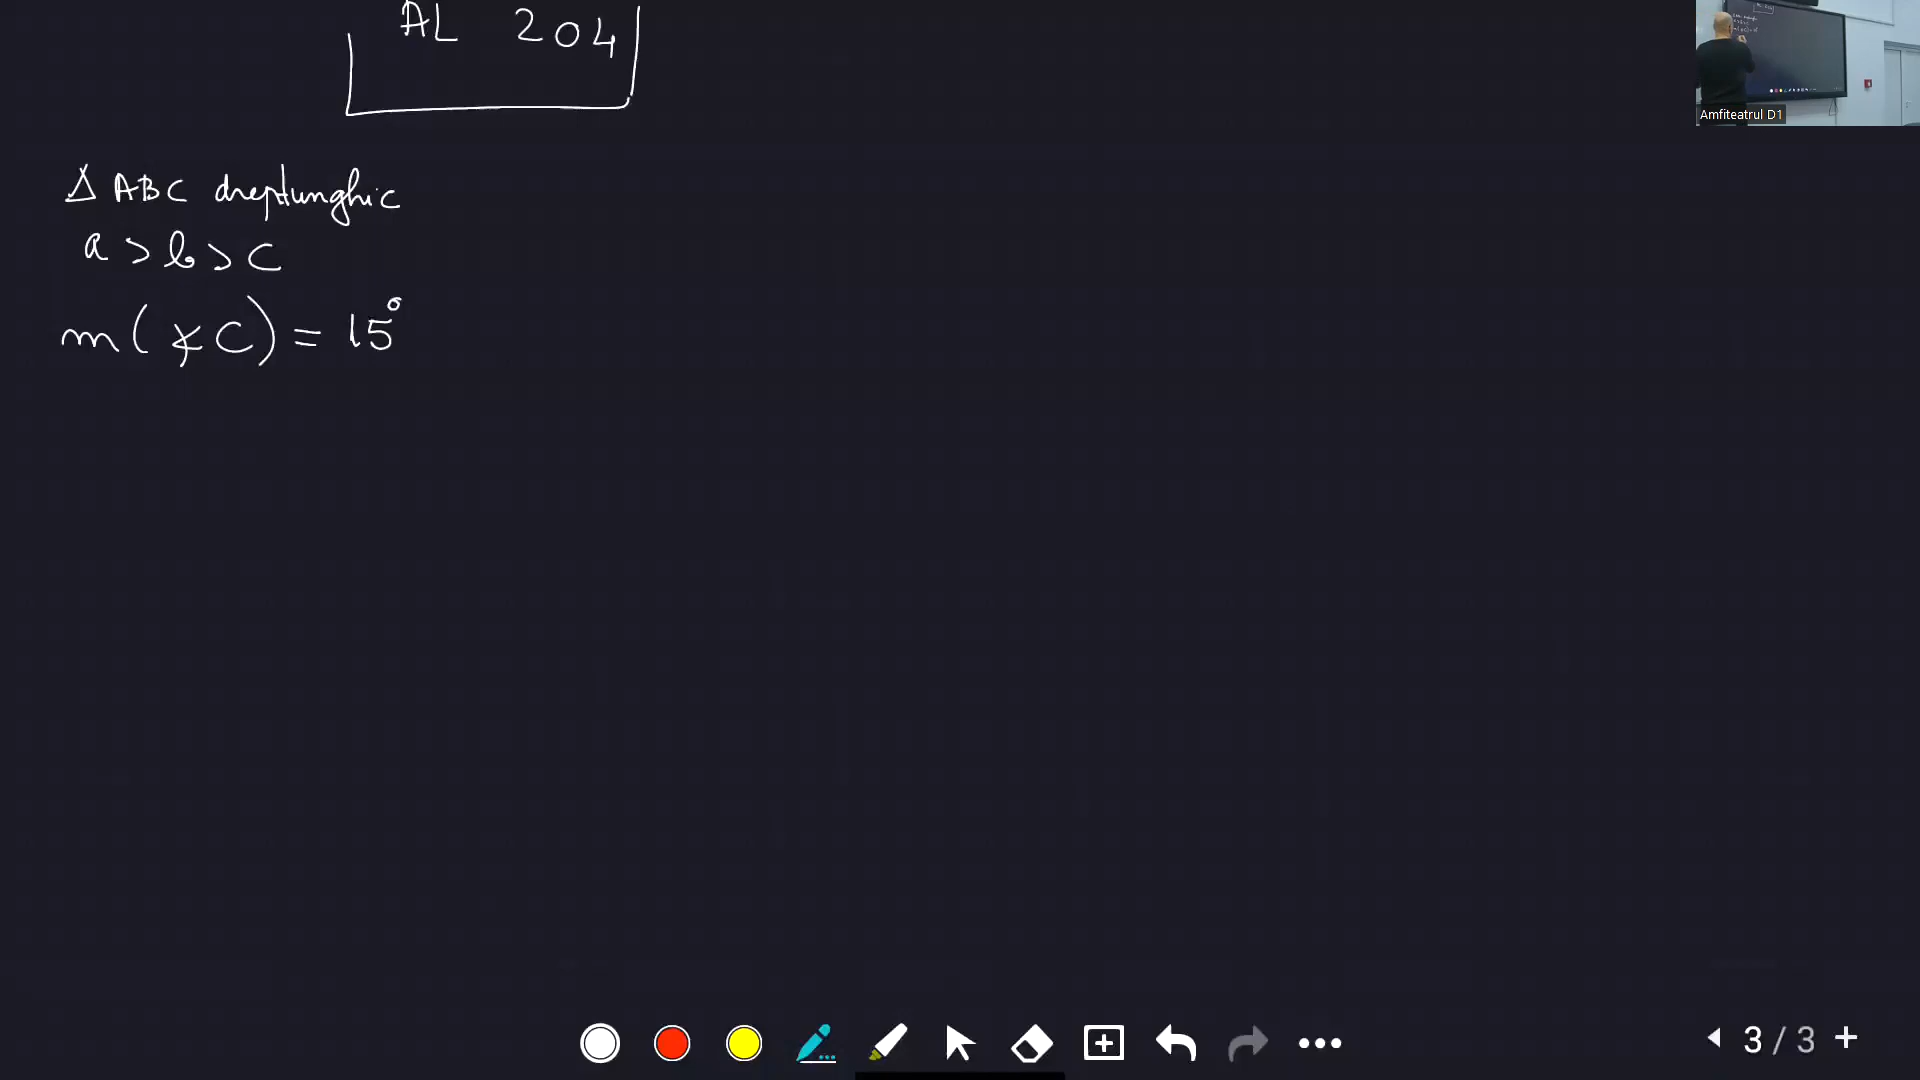 AL 204
Δ ABC dreptunghic
a > b > c
m(∡C) = 15°
Amfiteatrul D1
3 / 3